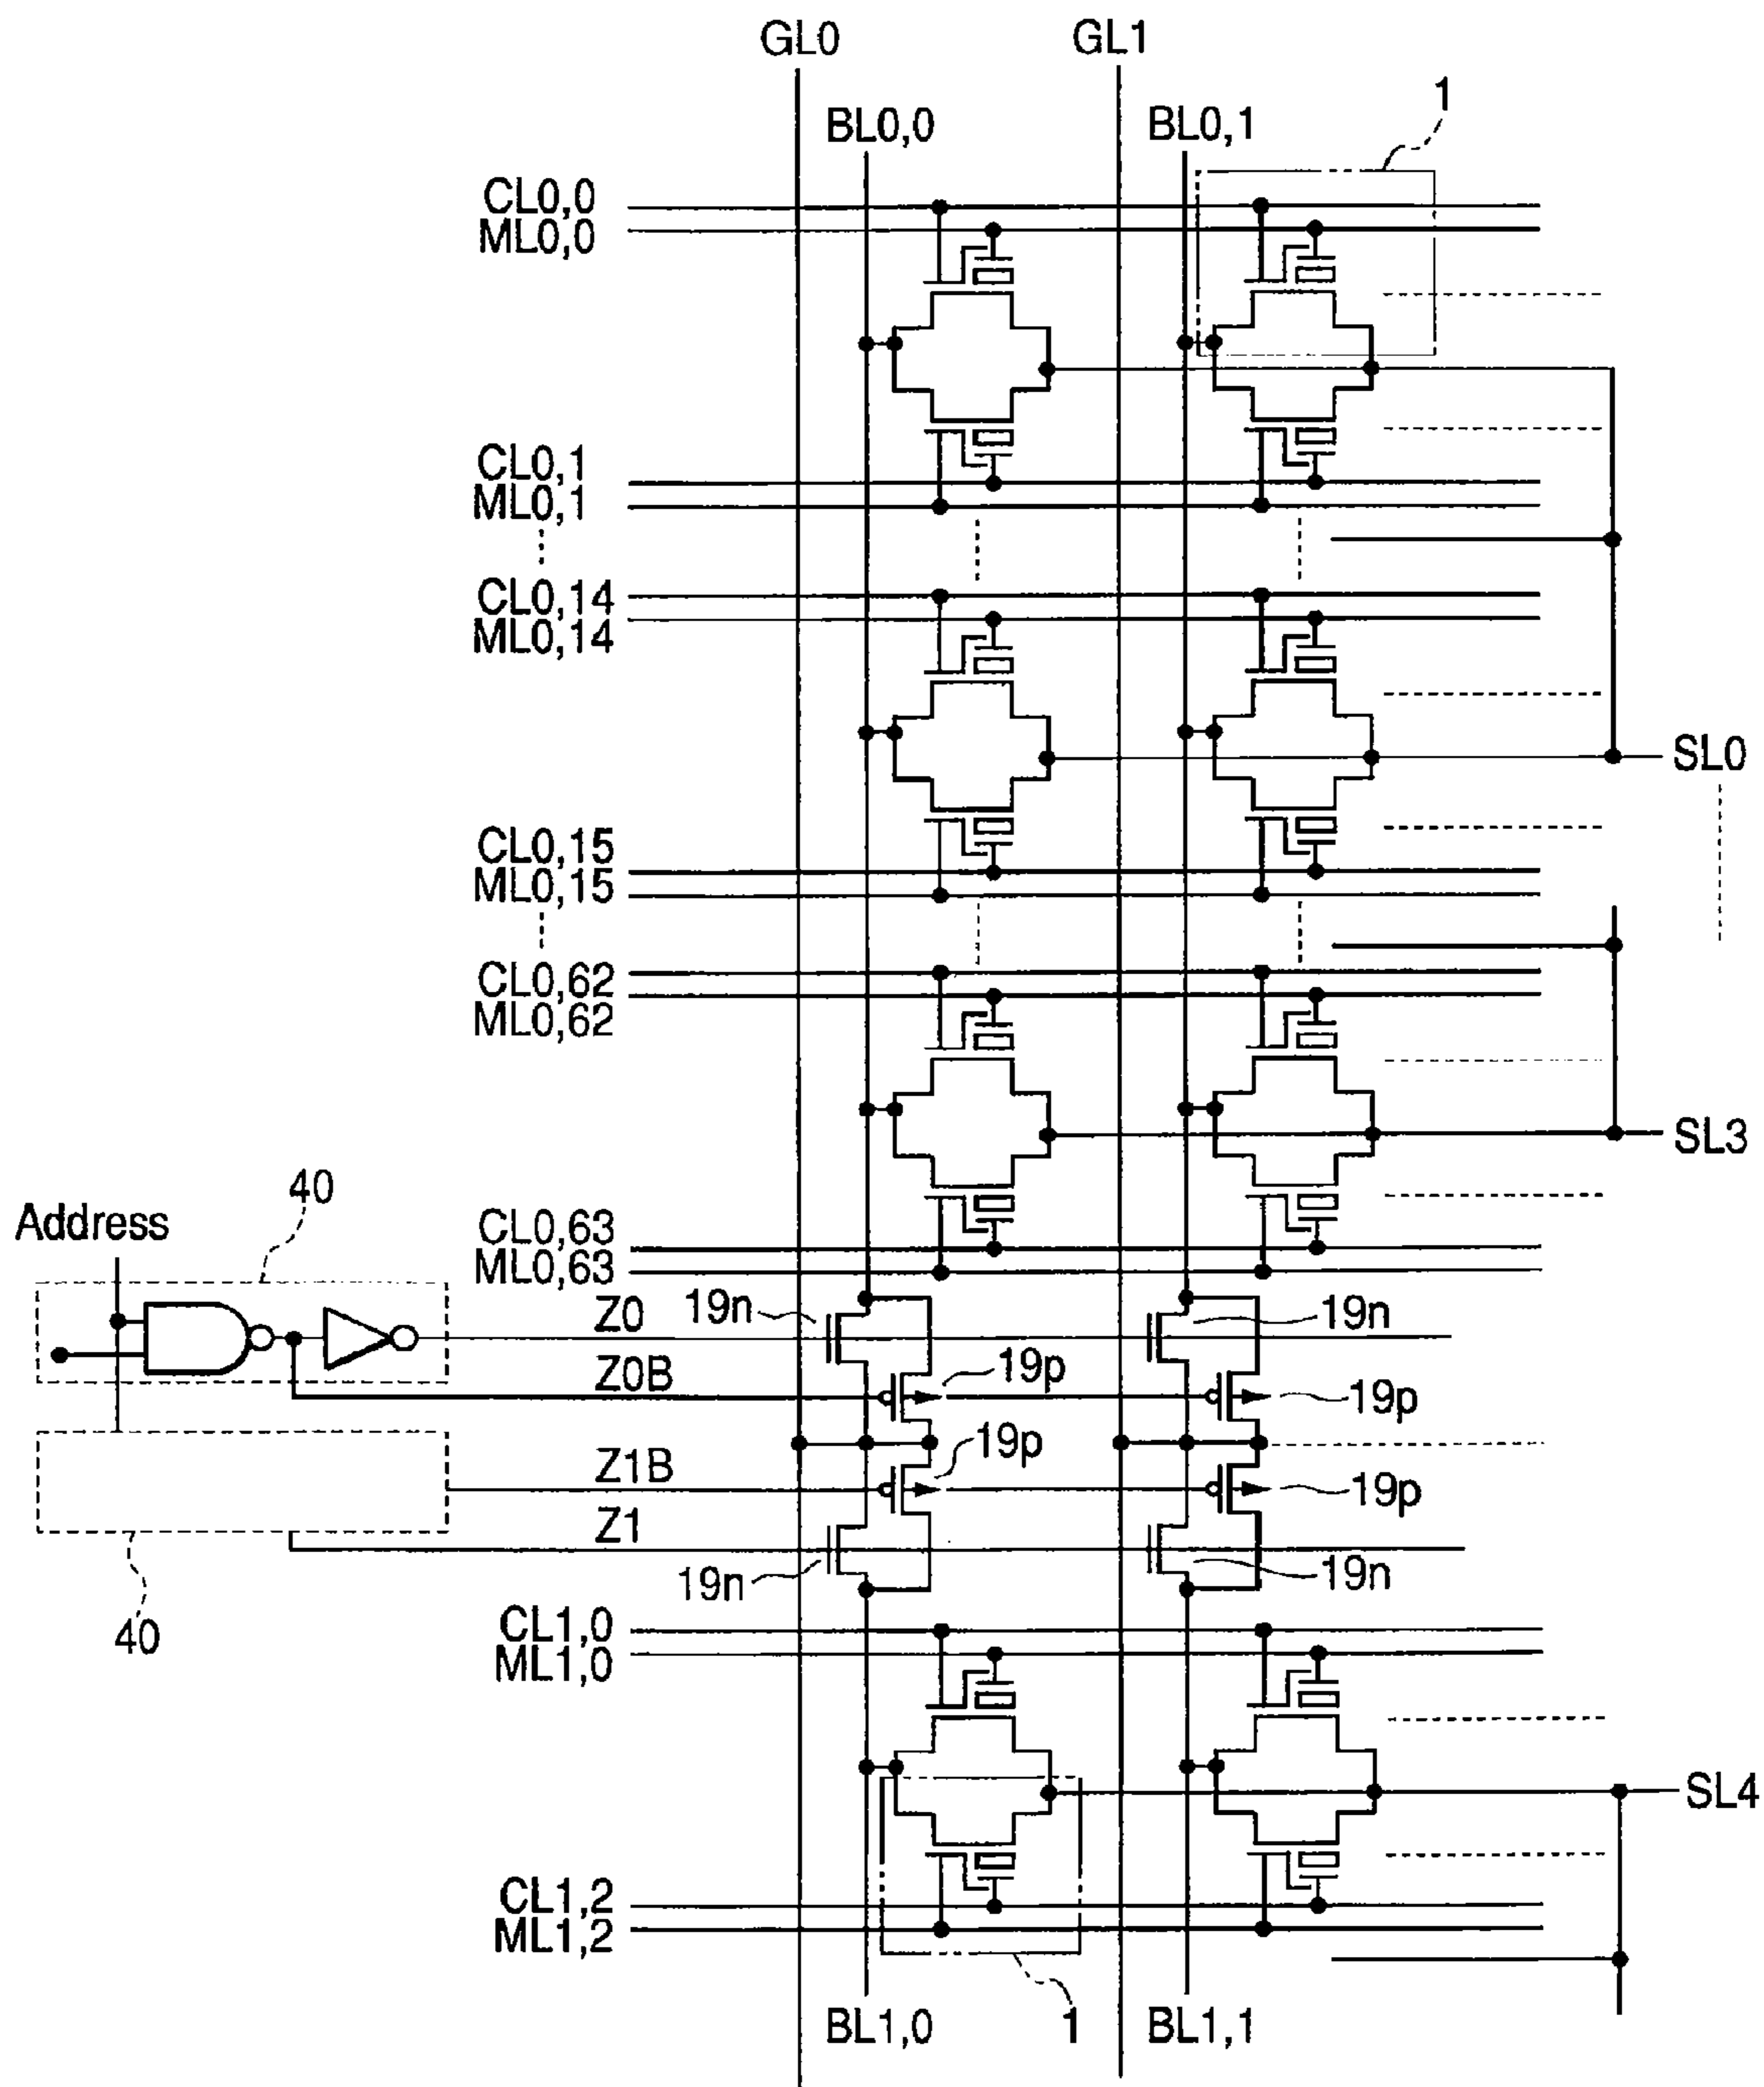 GL0 GL1
BL0,0 BL0,1 1
CL0,0
ML0,0
CL0,1
ML0,1
CL0,14
ML0,14
SL0
CL0,15
ML0,15
CL0,62
ML0,62
SL3
40
Address
CL0,63
ML0,63
Z0 19n 19n
Z0B 19p 19p
Z1B 19p 19p
Z1
19n 19n
40
CL1,0
ML1,0
SL4
CL1,2
ML1,2
BL1,0 1 BL1,1